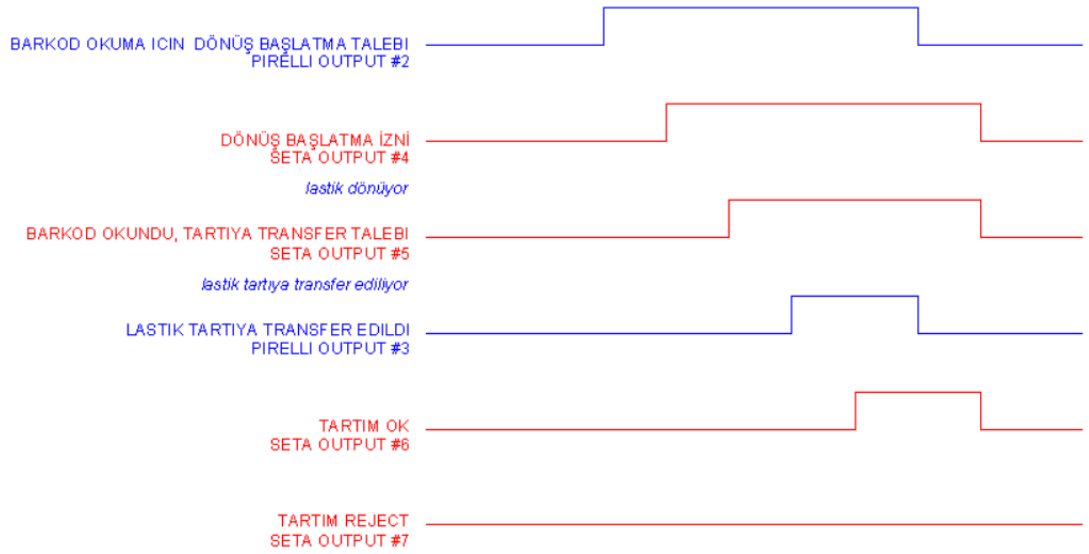 BARKOD OKUMA ICIN DÖNÜŞ BAŞLATMA TALEBI
PIRELLI OUTPUT #2
DÖNÜŞ BAŞLATMA İZNİ
SETA OUTPUT #4
lastik dönüyor
BARKOD OKUNDU, TARTIYA TRANSFER TALEBI
SETA OUTPUT #5
lastik tartıya transfer ediliyor
LASTIK TARTIYA TRANSFER EDILDI
PIRELLI OUTPUT #3
TARTIM OK
SETA OUTPUT #6
TARTIM REJECT
SETA OUTPUT #7